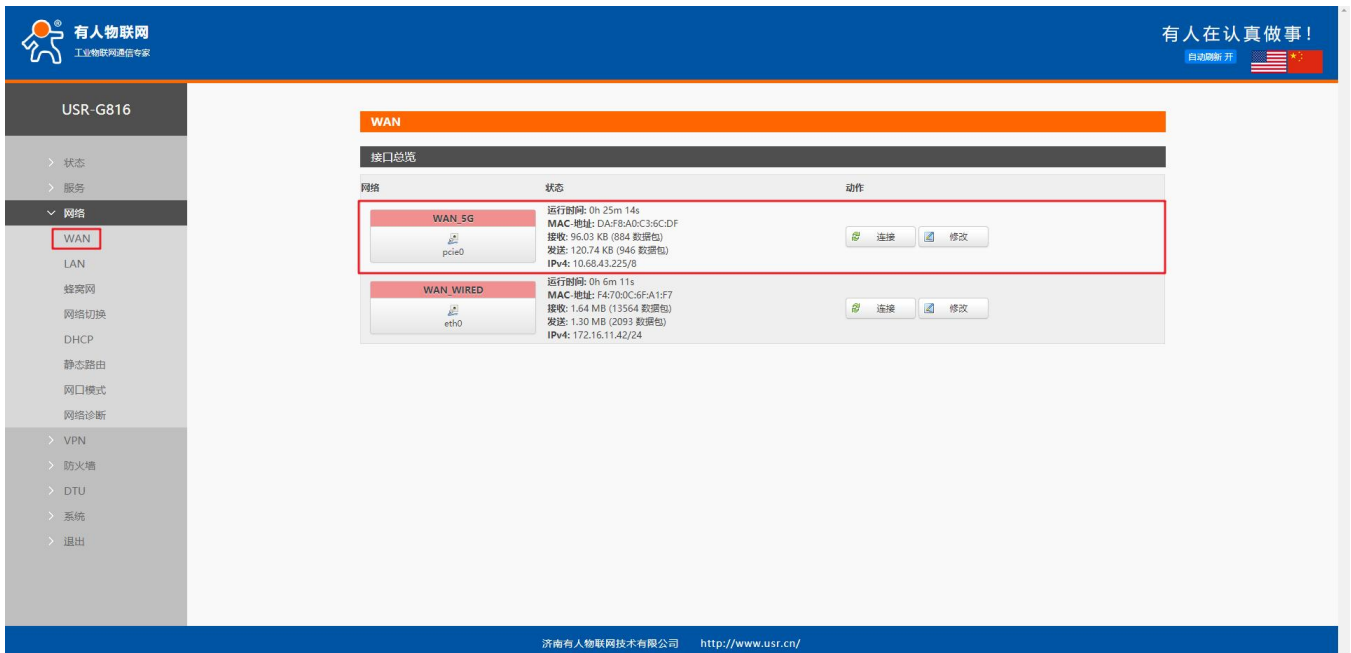 有人物联网
工业物联网通信专家
有人在认真做事!
自动刷新 开
USR-G816
状态
服务
网络
WAN
LAN
蜂窝网
网络切换
DHCP
静态路由
网口模式
网络诊断
VPN
防火墙
DTU
系统
退出
WAN
接口总览
网络 状态 动作
WAN_5G
pcie0
运行时间: 0h 25m 14s
MAC-地址: DA:F8:A0:C3:6C:DF
接收: 96.03 KB (884 数据包)
发送: 120.74 KB (946 数据包)
IPv4: 10.68.43.225/8
连接 修改
WAN_WIRED
eth0
运行时间: 0h 6m 11s
MAC-地址: F4:70:0C:6F:A1:F7
接收: 1.64 MB (13564 数据包)
发送: 1.30 MB (2093 数据包)
IPv4: 172.16.11.42/24
连接 修改
济南有人物联网技术有限公司 http://www.usr.cn/